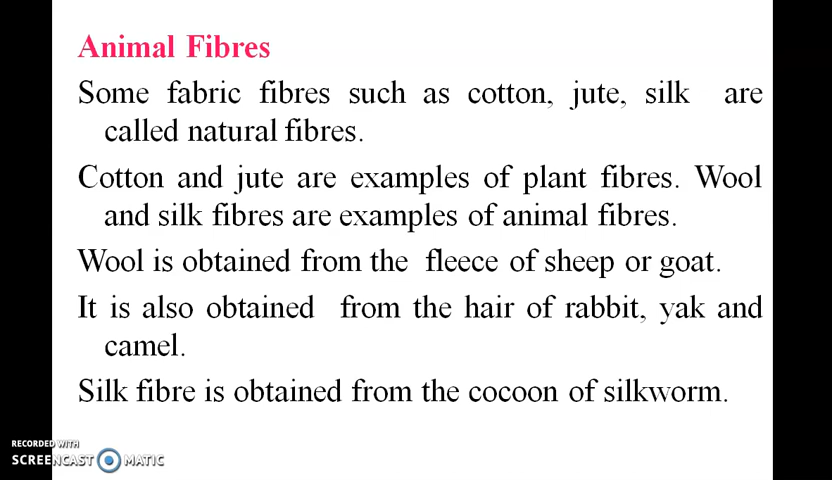 Animal Fibres
Some fabric fibres such as cotton, jute, silk are
called natural fibres.
Cotton and jute are examples of plant fibres. Wool
and silk fibres are examples of animal fibres.
Wool is obtained from the fleece of sheep or goat.
It is also obtained from the hair of rabbit, yak and
camel.
Silk fibre is obtained from the cocoon of silkworm.
RECORDED WITH
SCREENCAST MATIC